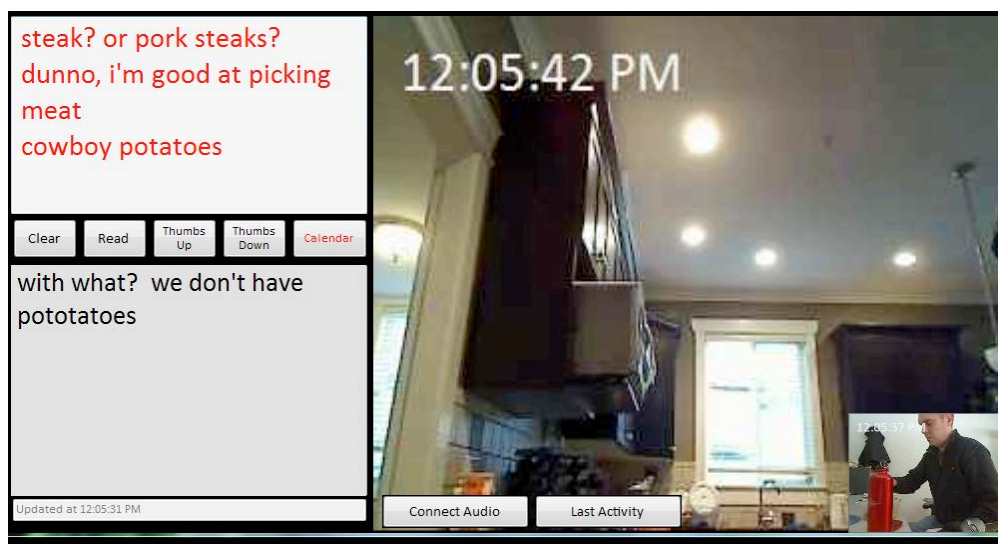 steak? or pork steaks?
dunno, i'm good at picking
meat
cowboy potatoes
Clear
Read
Thumbs
Up
Thumbs
Down
Calendar
with what?  we don't have
pototatoes
Updated at 12:05:31 PM
12:05:42 PM
12:05:37 PM
Connect Audio
Last Activity